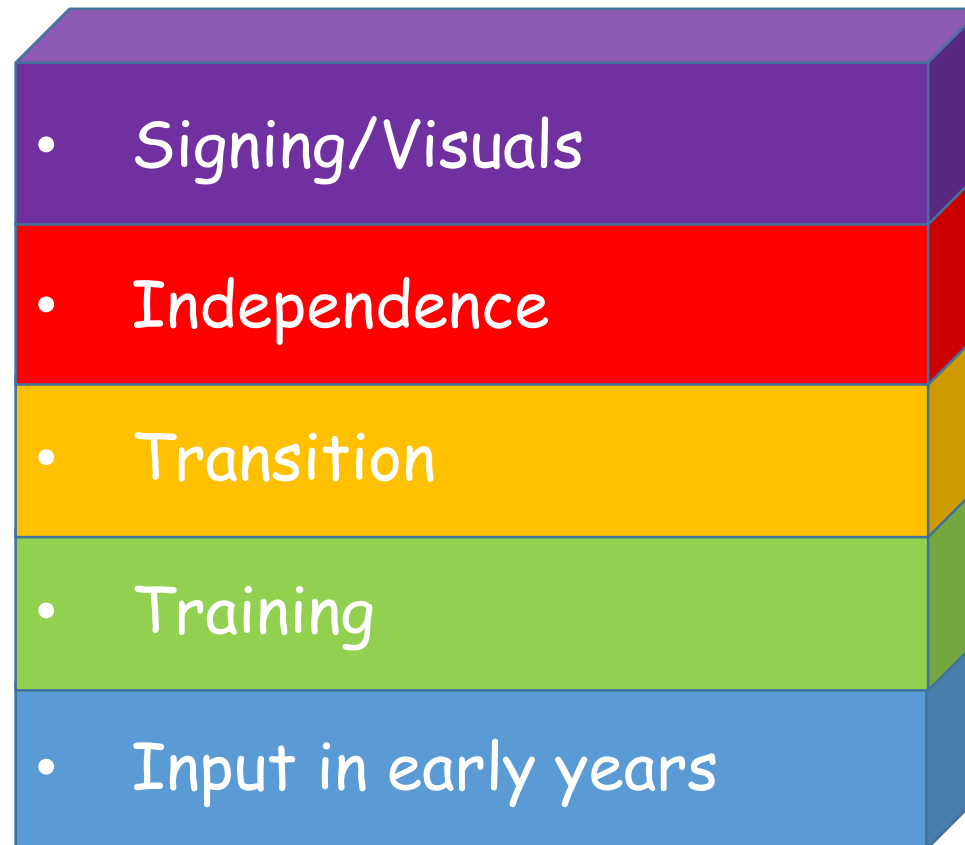 • Signing/Visuals
• Independence
• Transition
• Training
• Input in early years